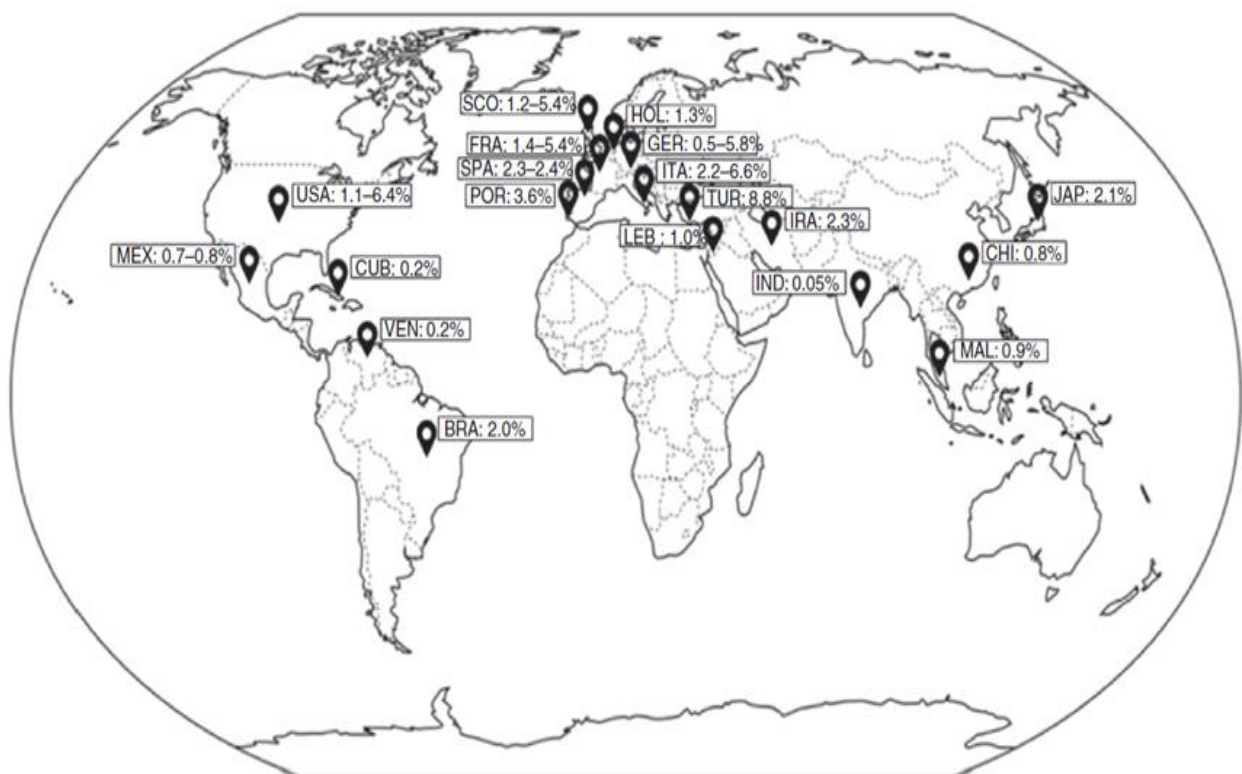 SCO: 1.2–5.4%
HOL: 1.3%
FRA: 1.4–5.4%
GER: 0.5–5.8%
SPA: 2.3–2.4%
ITA: 2.2–6.6%
POR: 3.6%
TUR: 8.8%
USA: 1.1–6.4%
JAP: 2.1%
IRA: 2.3%
LEB.: 1.0%
MEX: 0.7–0.8%
CUB: 0.2%
CHI: 0.8%
IND: 0.05%
VEN: 0.2%
MAL: 0.9%
BRA: 2.0%